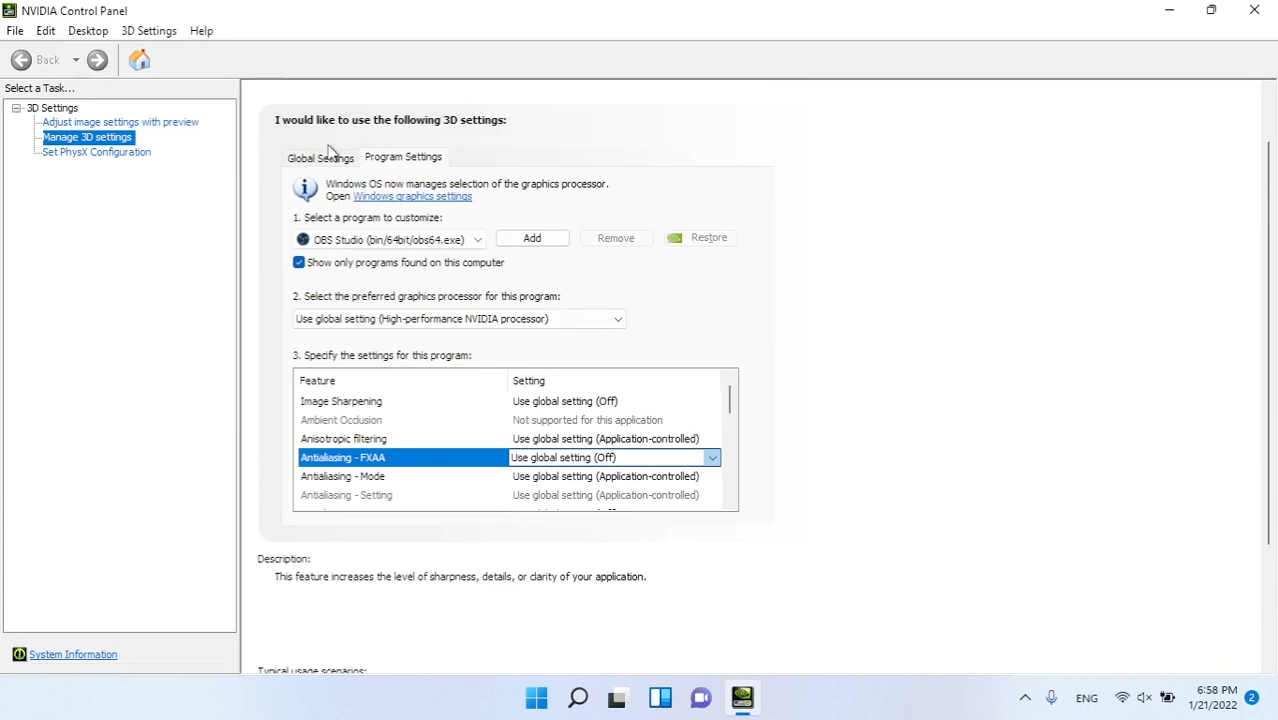 NVIDIA Control Panel
File Edit Desktop 3D Settings Help
Back
Select a Task...
3D Settings
Adjust image settings with preview
Manage 3D settings
Set PhysX Configuration
System Information
I would like to use the following 3D settings:
Global Settings Program Settings
Windows OS now manages selection of the graphics processor.
Open Windows graphics settings
1. Select a program to customize:
OBS Studio (bin/64bit/obs64.exe) Add Remove Restore
Show only programs found on this computer
2. Select the preferred graphics processor for this program:
Use global setting (High-performance NVIDIA processor)
3. Specify the settings for this program:
Feature Setting
Image Sharpening Use global setting (Off)
Ambient Occlusion Not supported for this application
Anisotropic filtering Use global setting (Application-controlled)
Antialiasing - FXAA Use global setting (Off)
Antialiasing - Mode Use global setting (Application-controlled)
Antialiasing - Setting Use global setting (Application-controlled)
Description:
This feature increases the level of sharpness, details, or clarity of your application.
Typical usage scenarios:
ENG
6:58 PM
1/21/2022
2